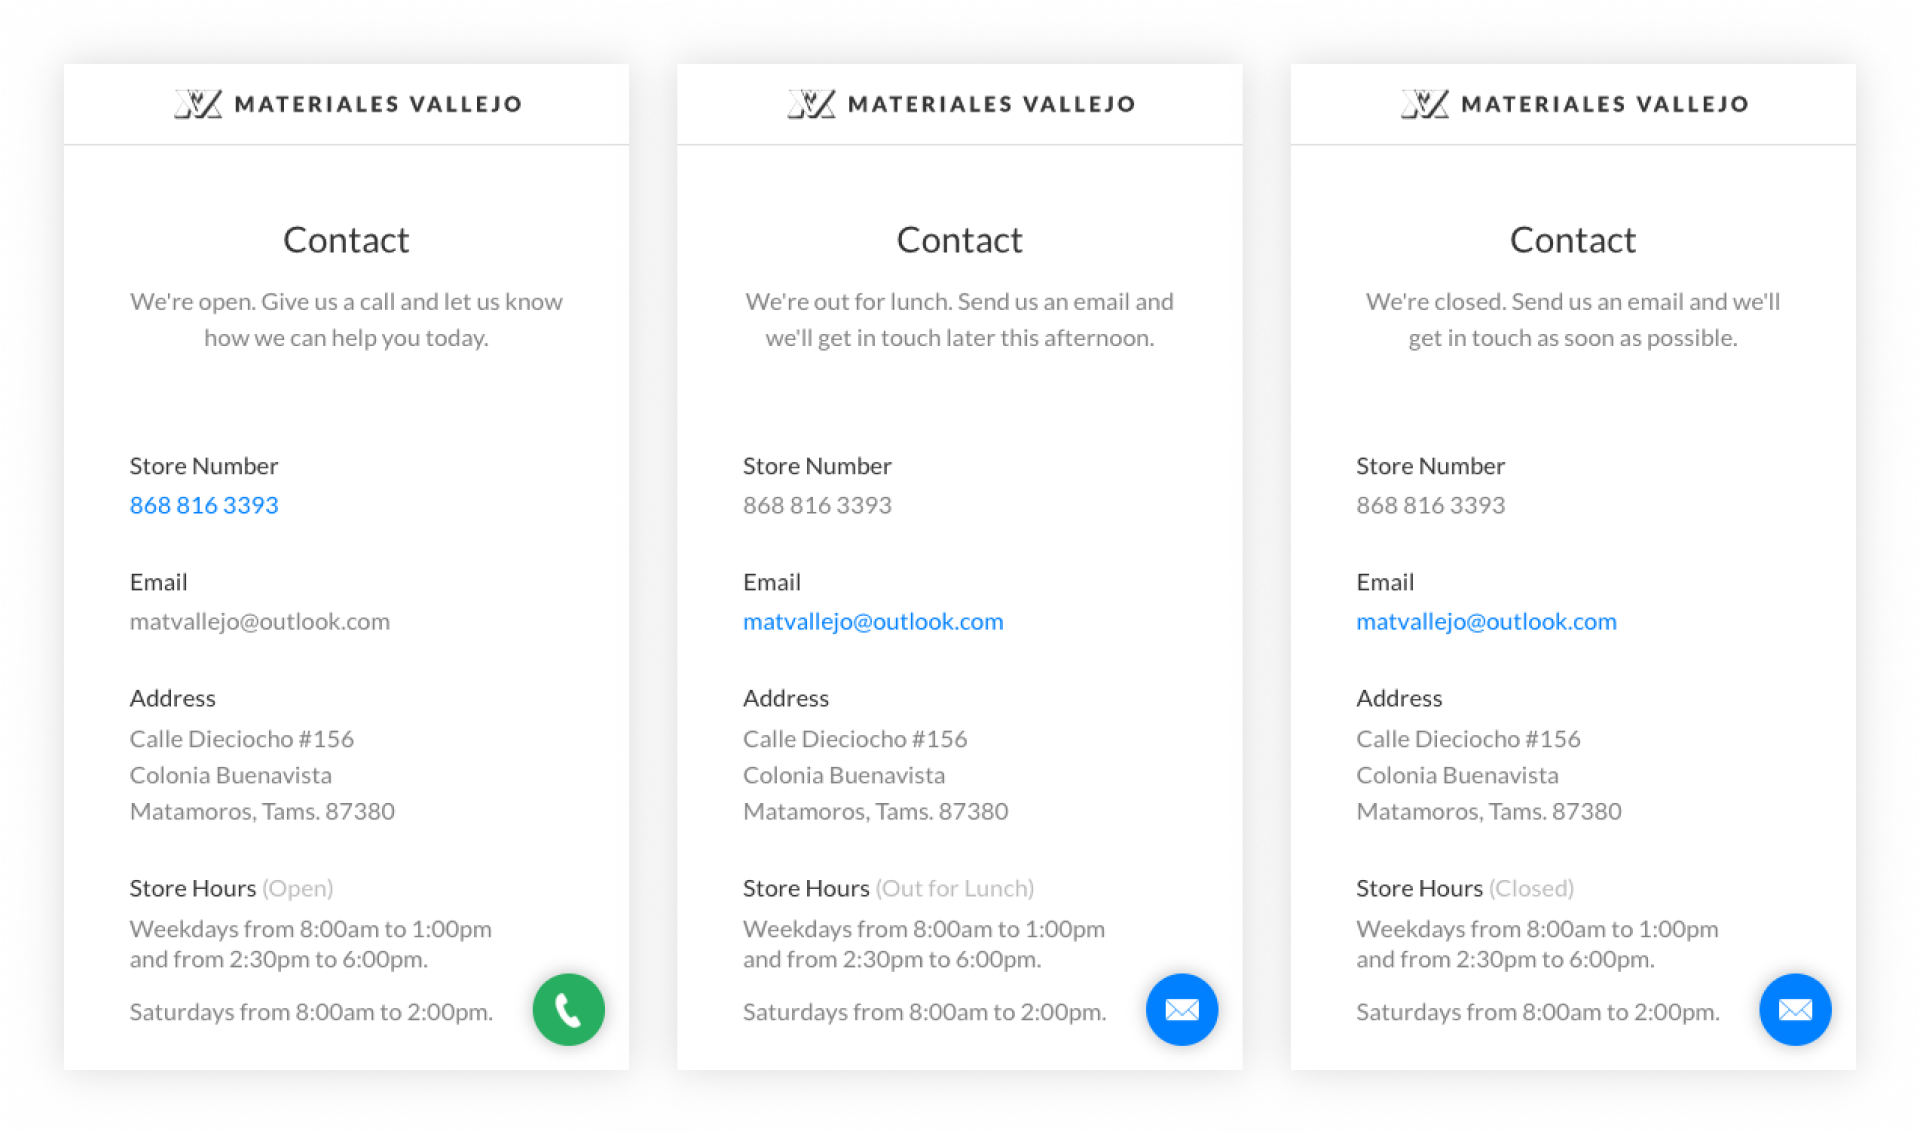 MATERIALES VALLEJO
Contact
We're open. Give us a call and let us know
how we can help you today.
Store Number
868 816 3393
Email
matvallejo@outlook.com
Address
Calle Dieciocho #156
Colonia Buenavista
Matamoros, Tams. 87380
Store Hours (Open)
Weekdays from 8:00am to 1:00pm
and from 2:30pm to 6:00pm.
Saturdays from 8:00am to 2:00pm.
MATERIALES VALLEJO
Contact
We're out for lunch. Send us an email and
we'll get in touch later this afternoon.
Store Number
868 816 3393
Email
matvallejo@outlook.com
Address
Calle Dieciocho #156
Colonia Buenavista
Matamoros, Tams. 87380
Store Hours (Out for Lunch)
Weekdays from 8:00am to 1:00pm
and from 2:30pm to 6:00pm.
Saturdays from 8:00am to 2:00pm.
MATERIALES VALLEJO
Contact
We're closed. Send us an email and we'll
get in touch as soon as possible.
Store Number
868 816 3393
Email
matvallejo@outlook.com
Address
Calle Dieciocho #156
Colonia Buenavista
Matamoros, Tams. 87380
Store Hours (Closed)
Weekdays from 8:00am to 1:00pm
and from 2:30pm to 6:00pm.
Saturdays from 8:00am to 2:00pm.